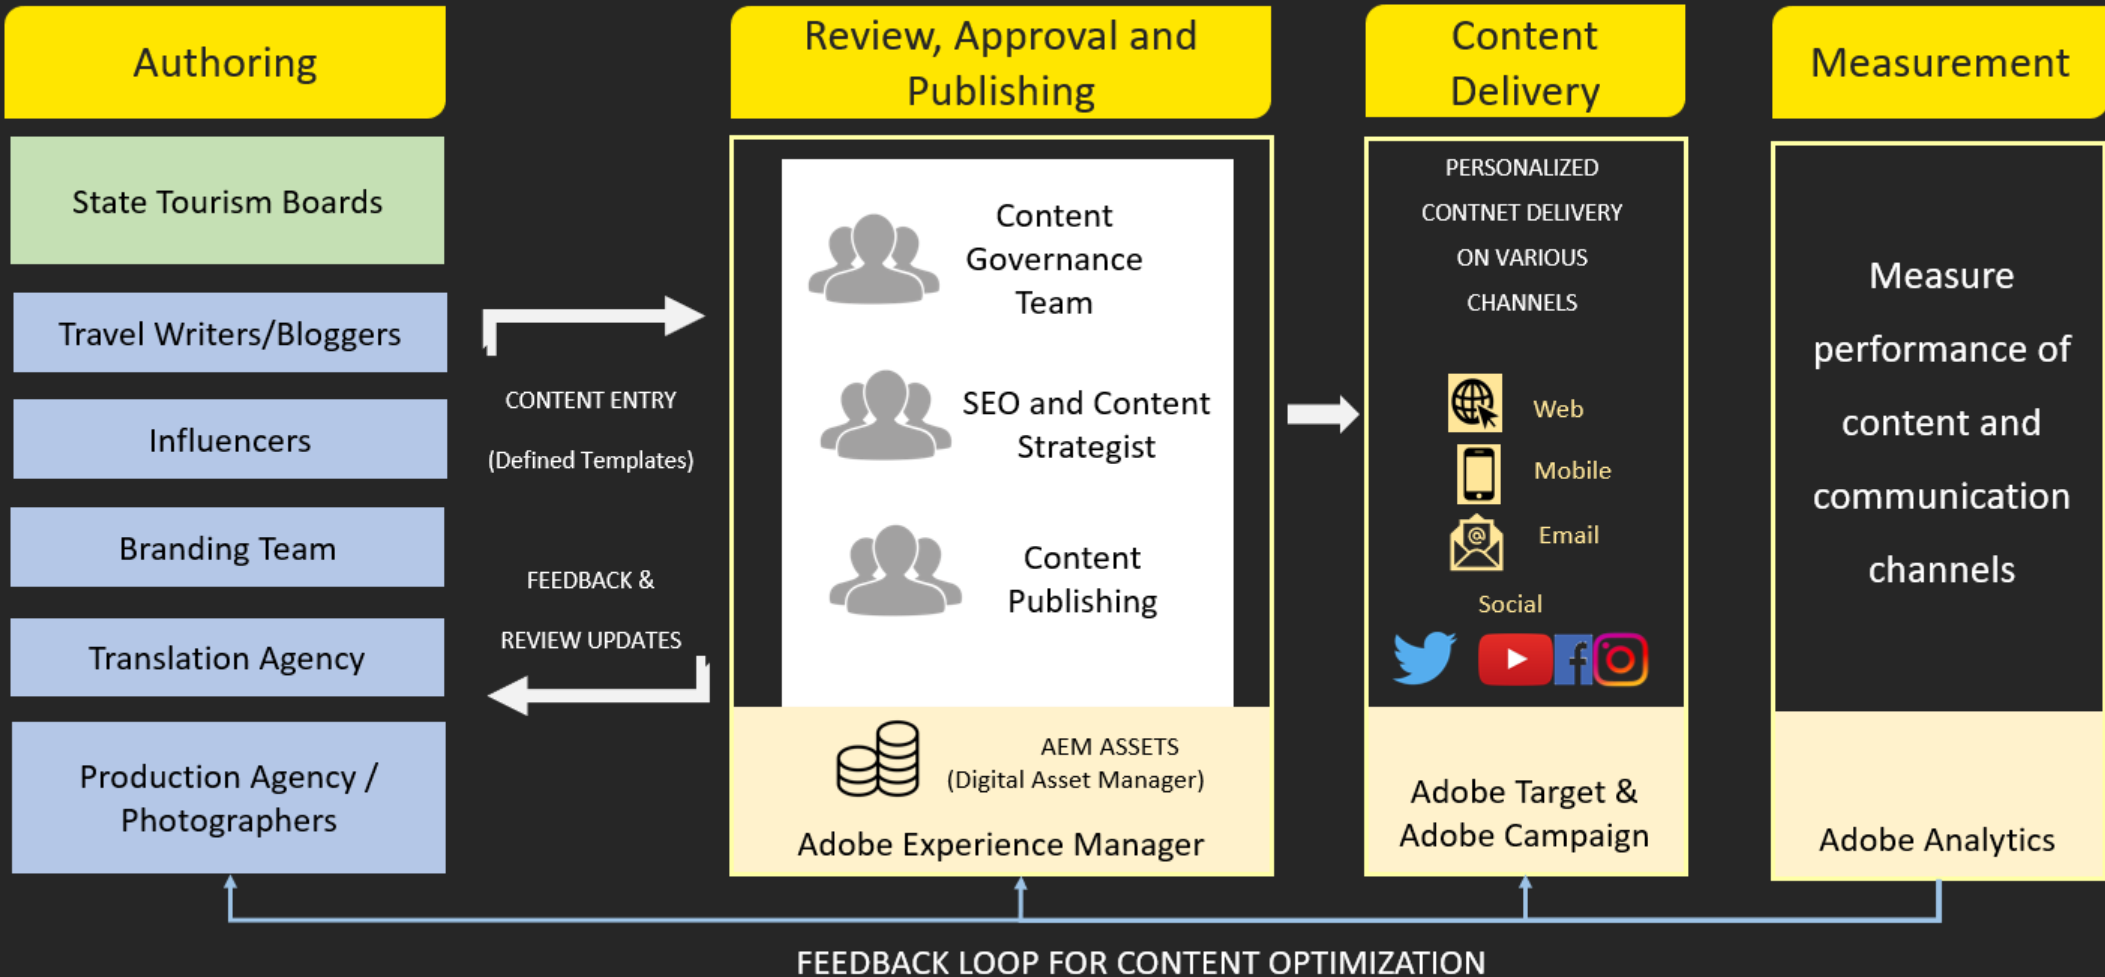 Authoring
State Tourism Boards
Travel Writers/Bloggers
Influencers
Branding Team
Translation Agency
Production Agency /
Photographers
CONTENT ENTRY
(Defined Templates)
FEEDBACK &
REVIEW UPDATES
Review, Approval and
Publishing
Content
Governance
Team
SEO and Content
Strategist
Content
Publishing
AEM ASSETS
(Digital Asset Manager)
Adobe Experience Manager
Content
Delivery
PERSONALIZED
CONTNET DELIVERY
ON VARIOUS
CHANNELS
Web
Mobile
Email
Social
Adobe Target &
Adobe Campaign
Measurement
Measure
performance of
content and
communication
channels
Adobe Analytics
FEEDBACK LOOP FOR CONTENT OPTIMIZATION